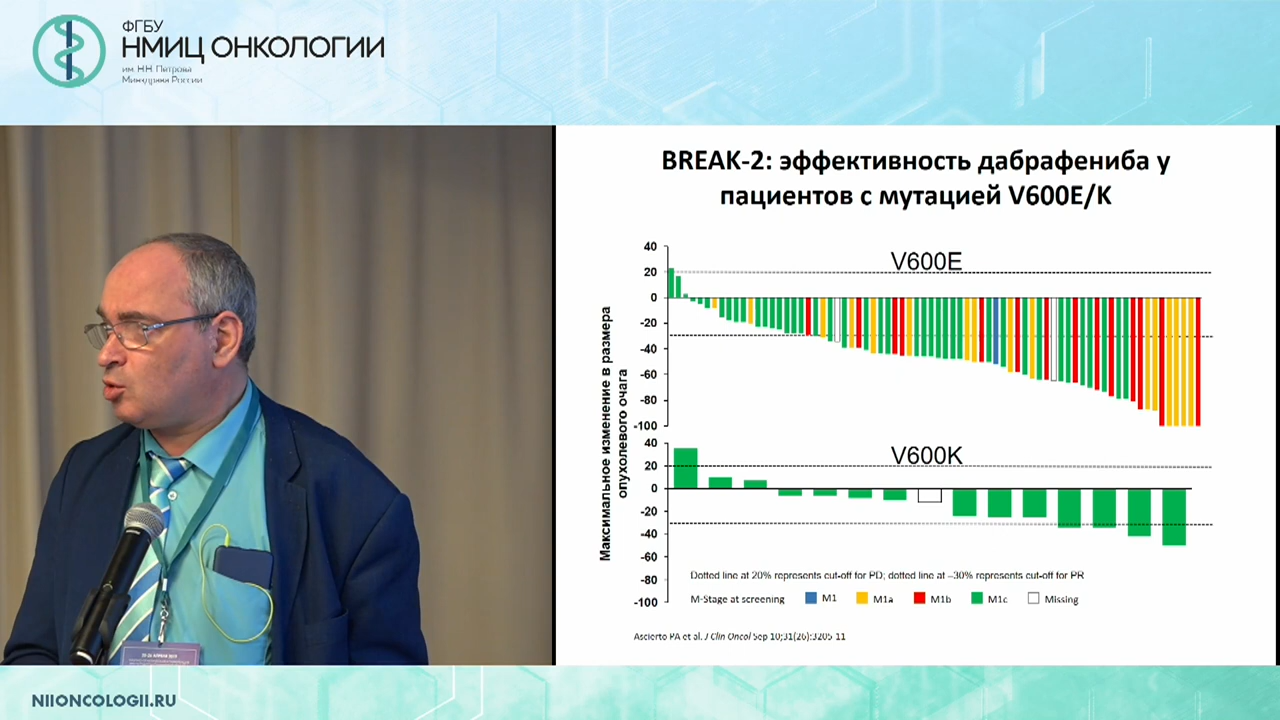 ФГБУ
НМИЦ ОНКОЛОГИИ
им. Н.Н. Петрова
Минздрава России
BREAK-2: эффективность дабрафениба у
пациентов с мутацией V600E/K
Максимальное изменение в размера
опухолевого очага
40
20
0
-20
-40
-60
-80
-100
V600E
40
20
0
-20
-40
-60
-80
-100
V600K
Dotted line at 20% represents cut-off for PD; dotted line at –30% represents cut-off for PR
M-Stage at screening M1 M1a M1b M1c Missing
Ascierto PA et al. J Clin Oncol Sep 10;31(26):3205-11
NIIONCOLOGII.RU